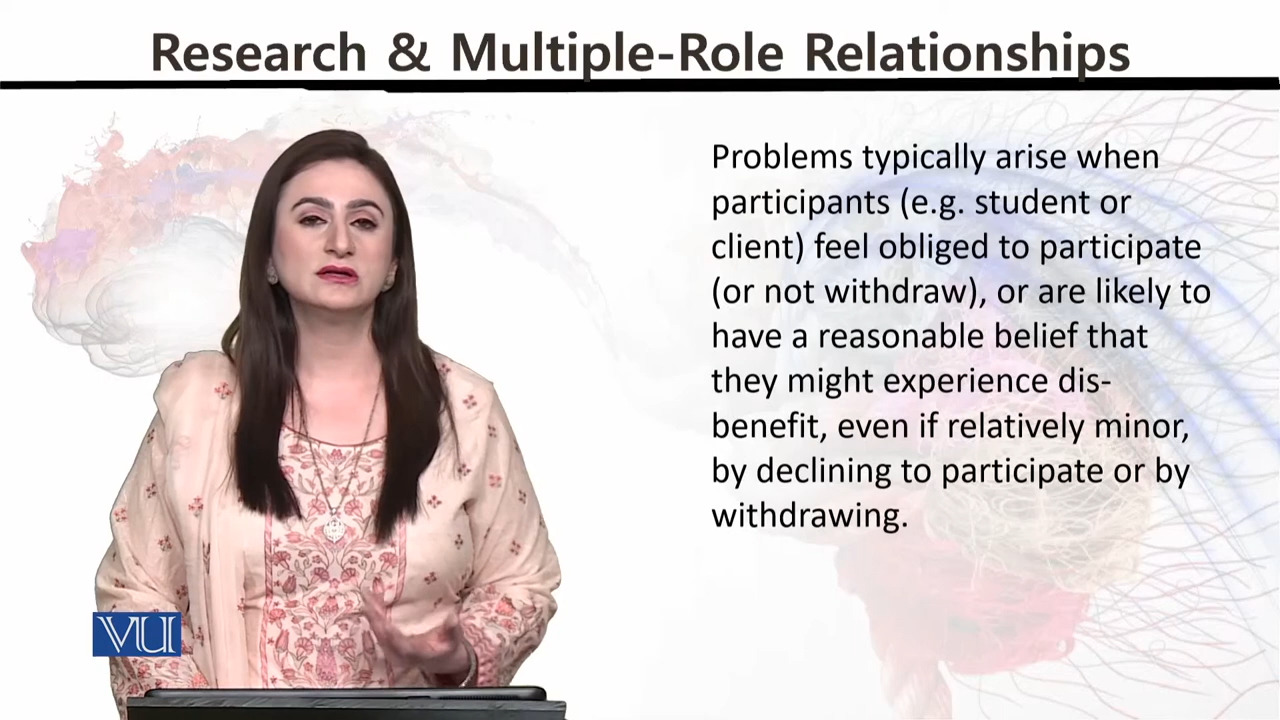 Research & Multiple-Role Relationships
Problems typically arise when
participants (e.g. student or
client) feel obliged to participate
(or not withdraw), or are likely to
have a reasonable belief that
they might experience dis-
benefit, even if relatively minor,
by declining to participate or by
withdrawing.
VU